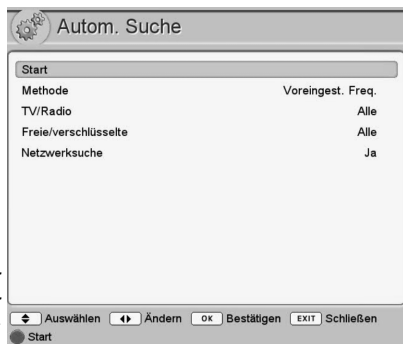 Autom. Suche
Start
Methode Voreingest. Freq.
TV/Radio Alle
Freie/verschlüsselte Alle
Netzwerksuche Ja
Auswählen Ändern OK Bestätigen EXIT Schließen
Start